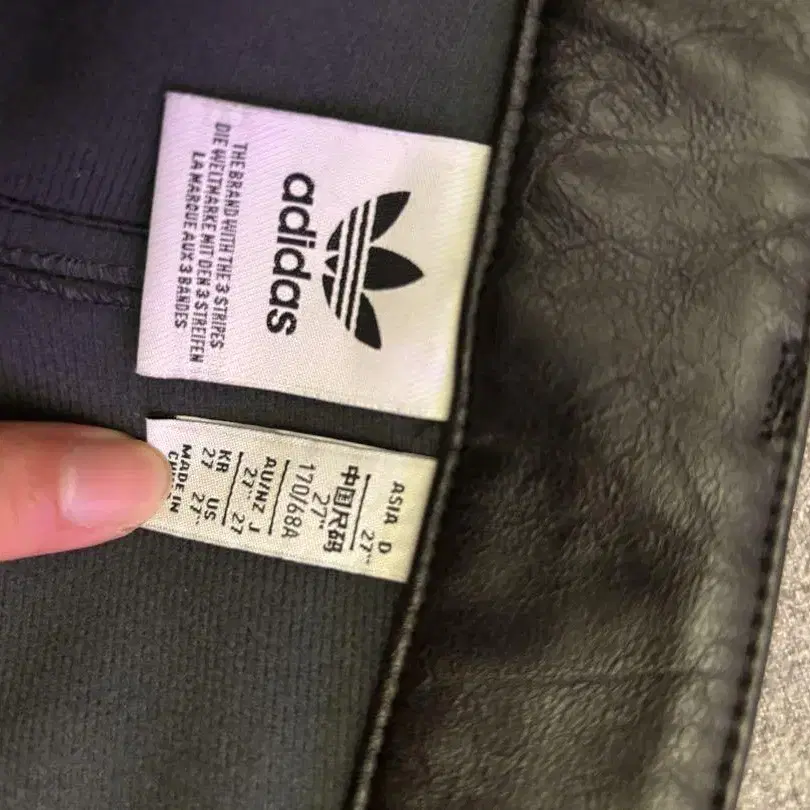 adidas
THE BRAND WITH THE 3 STRIPES
DIE WELTMARKE MIT DEN 3 STREIFEN
LA MARQUE AUX 3 BANDES
ASIA D
27"
中国尺码
27"
170/68A
AU/NZ J
27" 27
KR US
27 27"
MADE IN